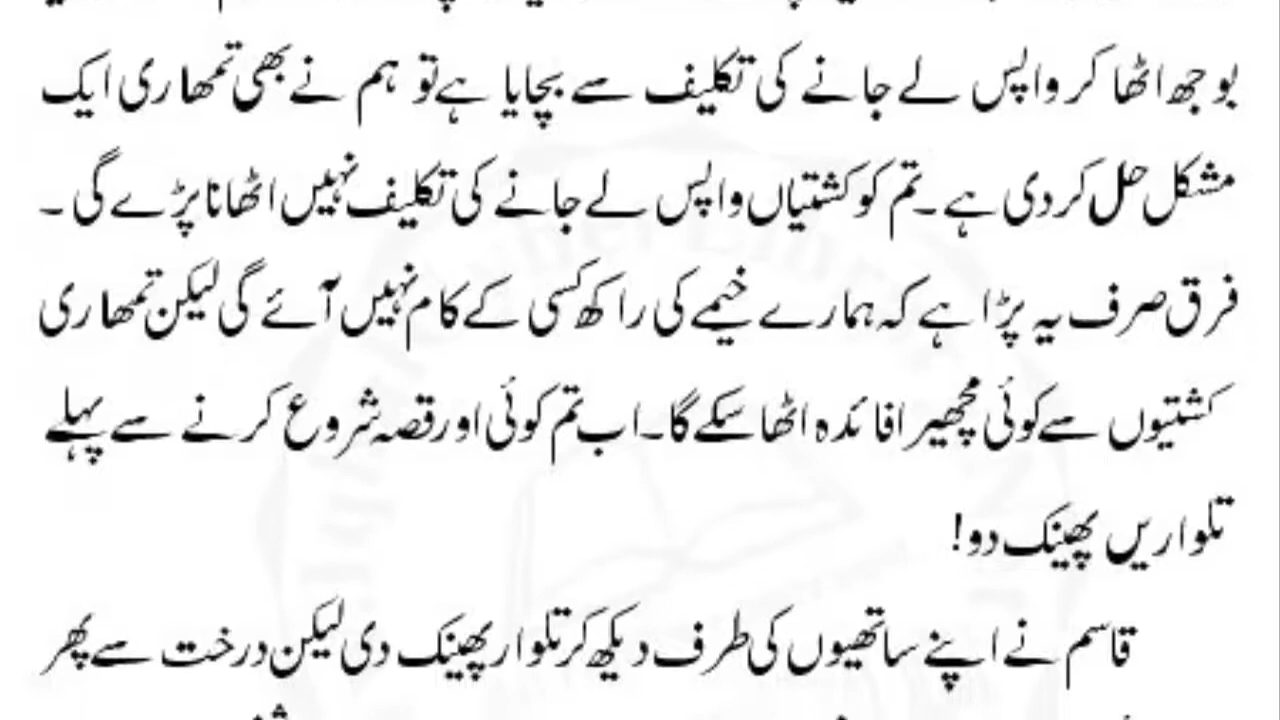 بوجھ اٹھا کر واپس لے جانے کی تکلیف سے بچایا ہے تو ہم نے بھی تمھاری ایک
مشکل حل کر دی ہے۔ تم کو کشتیاں واپس لے جانے کی تکلیف نہیں اٹھانا پڑے گی۔
فرق صرف یہ پڑا ہے کہ ہمارے خیمے کی راکھ کسی کے کام نہیں آئے گی لیکن تمھاری
کشتیوں سے کوئی مچھیرا فائدہ اٹھا سکے گا۔ اب تم کوئی اور قصہ شروع کرنے سے پہلے
تلواریں پھینک دو!
قاسم نے اپنے ساتھیوں کی طرف دیکھ کر تلوار پھینک دی لیکن درخت سے پھر